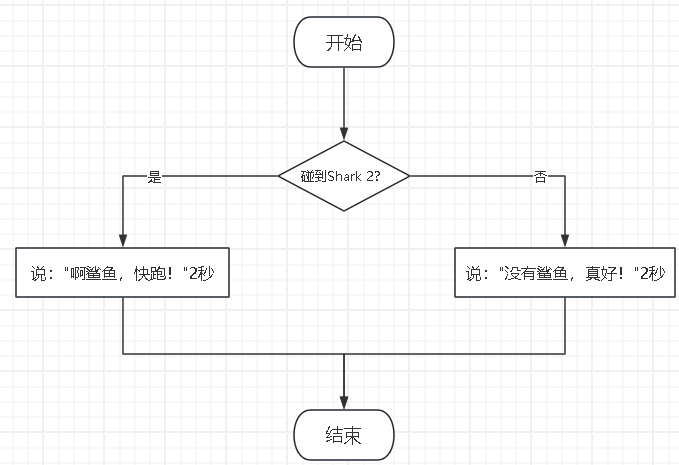 开始
碰到Shark 2?
是
否
说："啊鲨鱼，快跑！"2秒
说："没有鲨鱼，真好！"2秒
结束